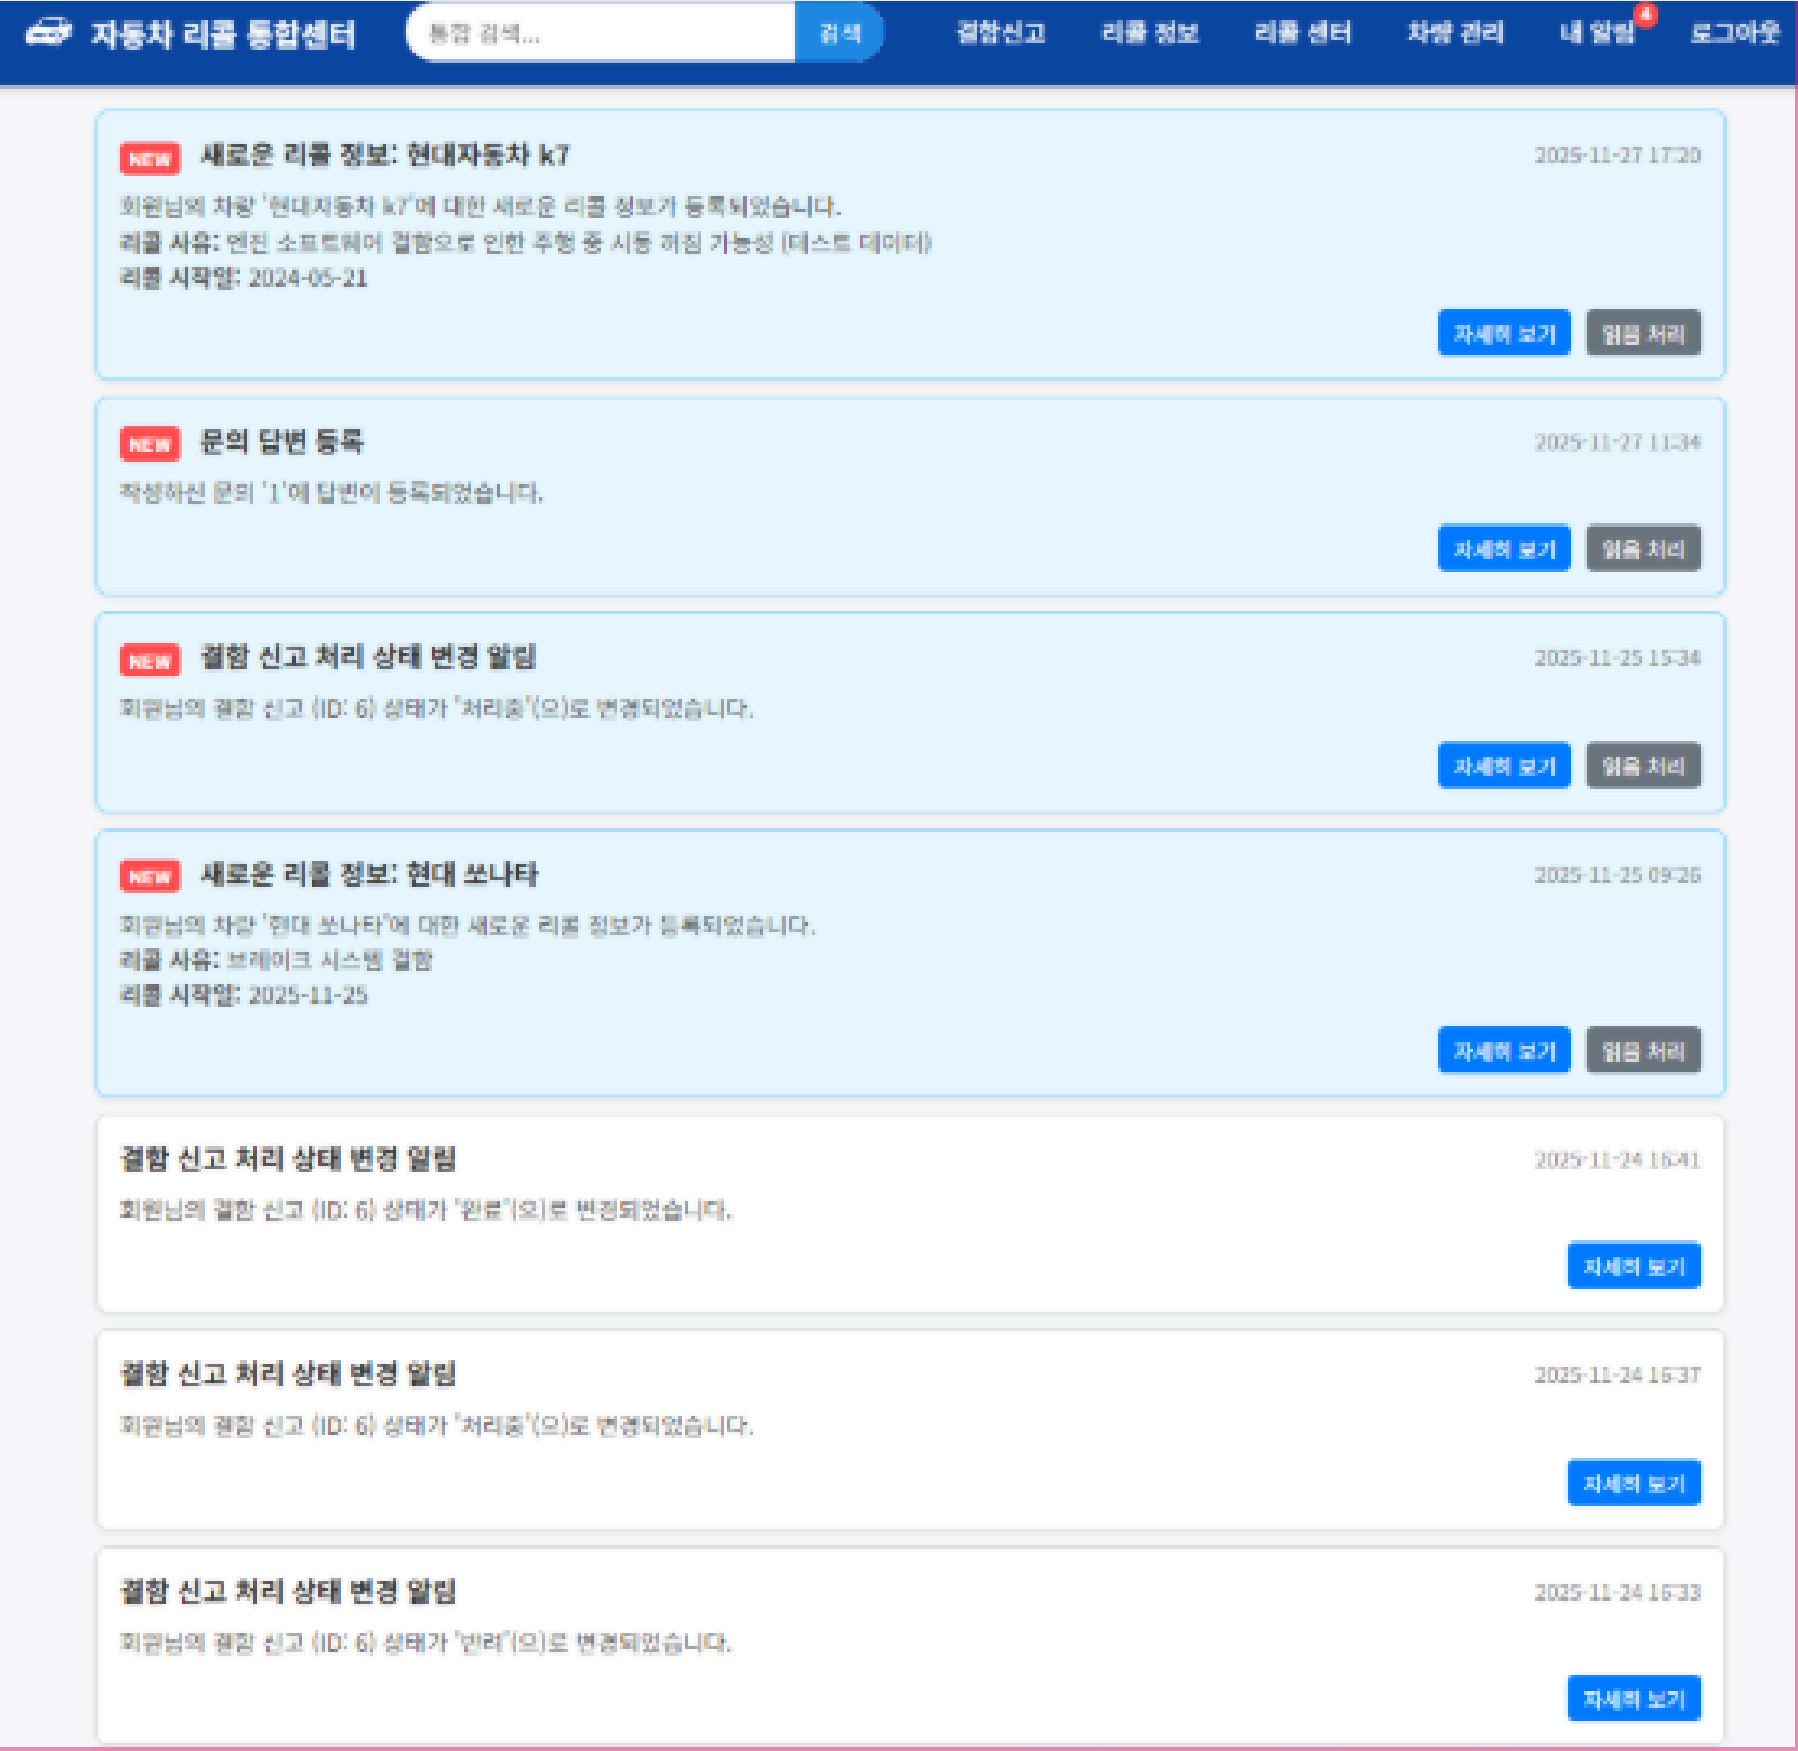 자동차 리콜 통합센터
통합 검색...
검색
결함신고
리콜 정보
리콜 센터
차량 관리
내 알림
4
로그아웃
NEW 새로운 리콜 정보: 현대자동차 k7 2025-11-27 17:20
회원님의 차량 '현대자동차 k7'에 대한 새로운 리콜 정보가 등록되었습니다.
리콜 사유: 엔진 소프트웨어 결함으로 인한 주행 중 시동 꺼짐 가능성 (테스트 데이터)
리콜 시작일: 2024-05-21
자세히 보기 읽음 처리
NEW 문의 답변 등록 2025-11-27 11:34
작성하신 문의 '1'에 답변이 등록되었습니다.
자세히 보기 읽음 처리
NEW 결함 신고 처리 상태 변경 알림 2025-11-25 15:34
회원님의 결함 신고 (ID: 6) 상태가 '처리중'(으)로 변경되었습니다.
자세히 보기 읽음 처리
NEW 새로운 리콜 정보: 현대 쏘나타 2025-11-25 09:26
회원님의 차량 '현대 쏘나타'에 대한 새로운 리콜 정보가 등록되었습니다.
리콜 사유: 브레이크 시스템 결함
리콜 시작일: 2025-11-25
자세히 보기 읽음 처리
결함 신고 처리 상태 변경 알림 2025-11-24 16:41
회원님의 결함 신고 (ID: 6) 상태가 '완료'(으)로 변경되었습니다.
자세히 보기
결함 신고 처리 상태 변경 알림 2025-11-24 16:37
회원님의 결함 신고 (ID: 6) 상태가 '처리중'(으)로 변경되었습니다.
자세히 보기
결함 신고 처리 상태 변경 알림 2025-11-24 16:33
회원님의 결함 신고 (ID: 6) 상태가 '반려'(으)로 변경되었습니다.
자세히 보기